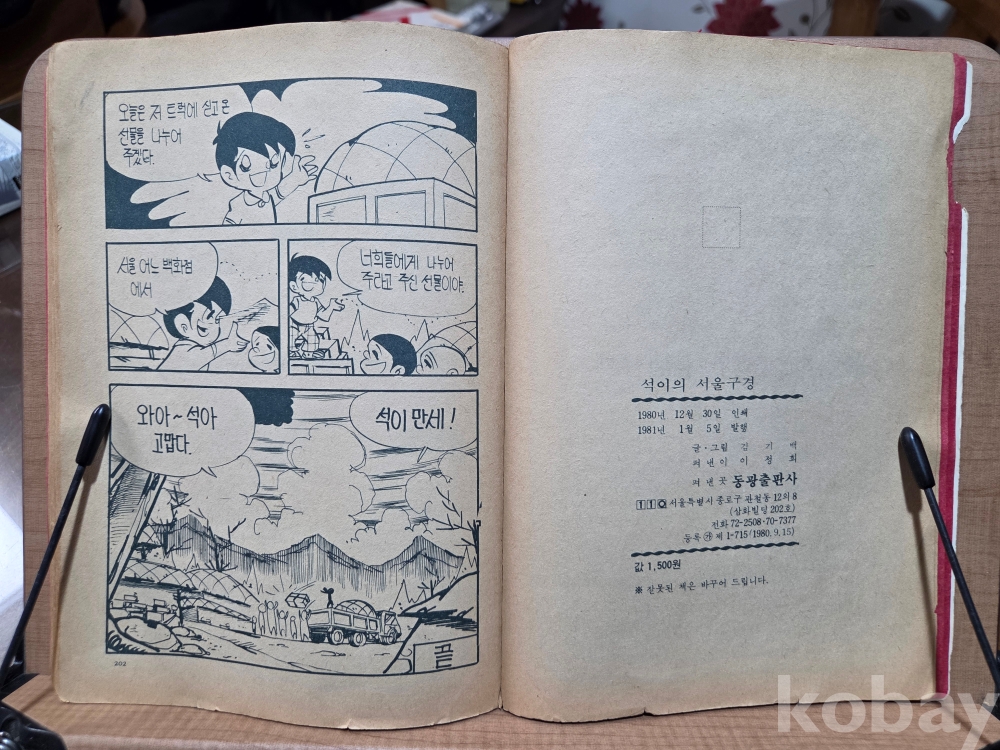 오늘은 저 트럭에 싣고 온
선물을 나누어
주겠다.
서울 어느 백화점
에서
너희들에게 나누어
주라고 주신 선물이야.
와아~석아
고맙다.
석이 만세!
끝
202
석이의 서울구경
1980년 12월 30일 인쇄
1981년 1월 5일 발행
글·그림 김기백
펴낸이 이정희
펴낸곳 동광출판사
110 서울특별시 종로구 관철동 12의 8
(삼화빌딩 202호)
전화 72-2508·70-7377
등록 ㉮ 제 1-715/1980.9.15)
값 1,500원
※ 잘못된 책은 바꾸어 드립니다.
kobay